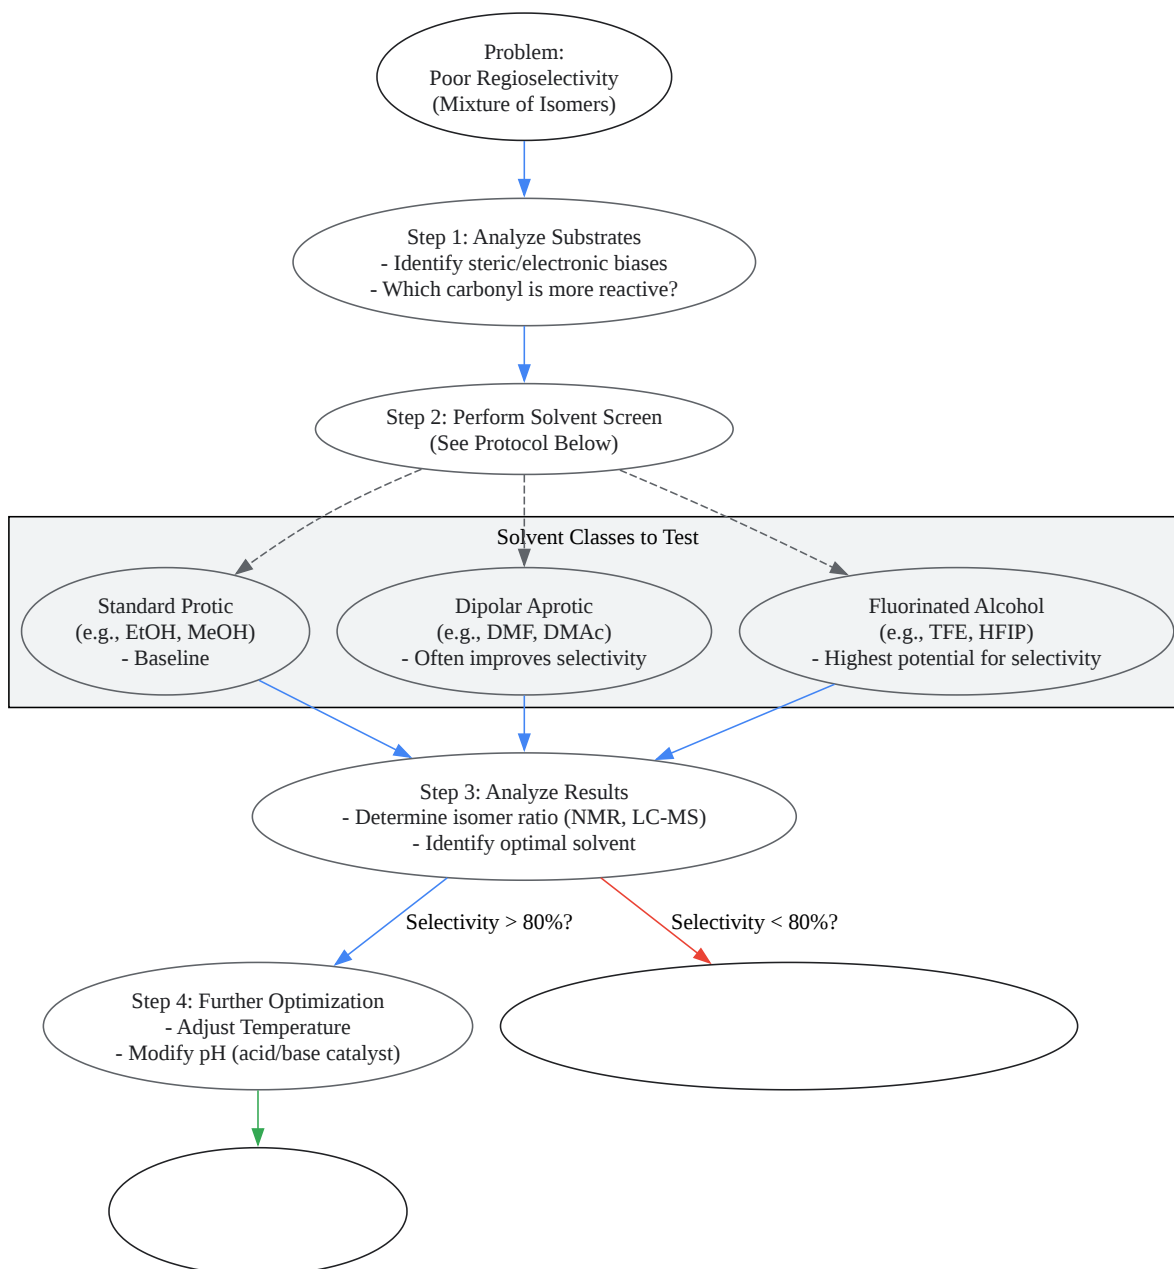 Problem:
Poor Regioselectivity
(Mixture of Isomers)
Step 1: Analyze Substrates
- Identify steric/electronic biases
- Which carbonyl is more reactive?
Step 2: Perform Solvent Screen
(See Protocol Below)
Solvent Classes to Test
Standard Protic
(e.g., EtOH, MeOH)
- Baseline
Dipolar Aprotic
(e.g., DMF, DMAc)
- Often improves selectivity
Fluorinated Alcohol
(e.g., TFE, HFIP)
- Highest potential for selectivity
Step 3: Analyze Results
- Determine isomer ratio (NMR, LC-MS)
- Identify optimal solvent
Selectivity > 80%?
Selectivity < 80%?
Step 4: Further Optimization
- Adjust Temperature
- Modify pH (acid/base catalyst)